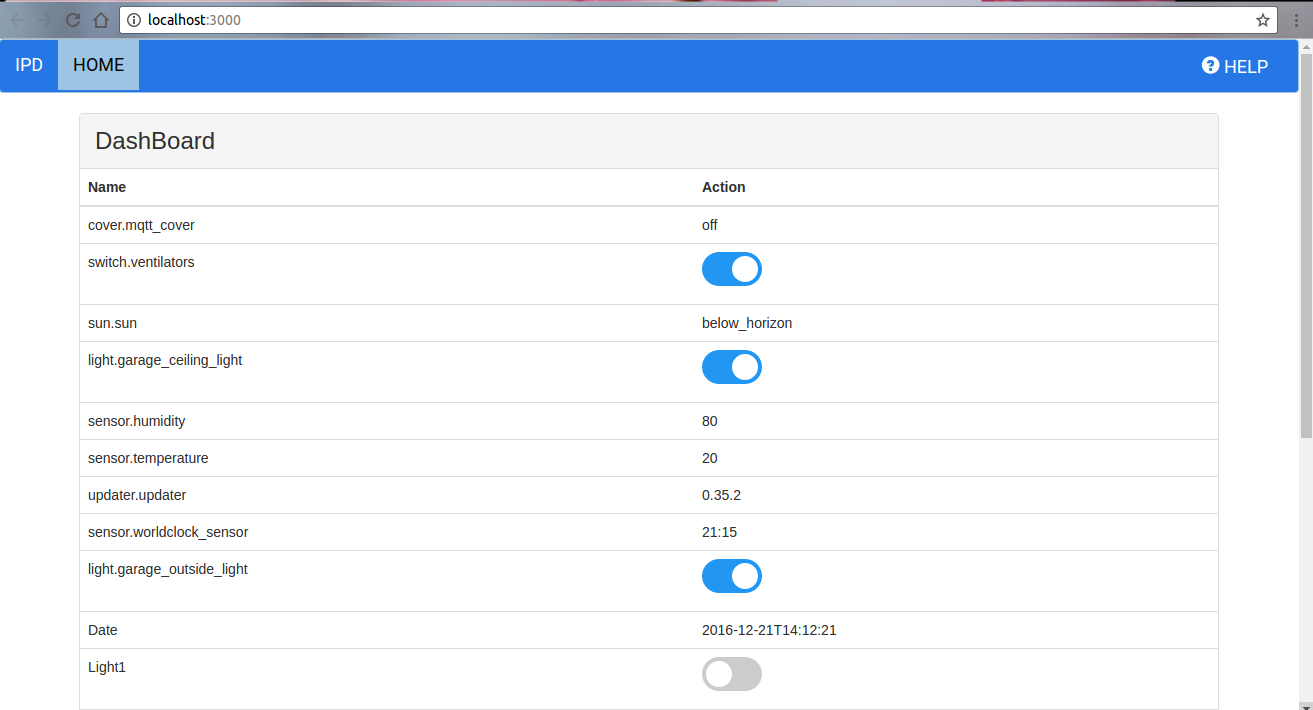 localhost:3000
IPD HOME HELP
DashBoard
Name Action
cover.mqtt_cover off
switch.ventilators
sun.sun below_horizon
light.garage_ceiling_light
sensor.humidity 80
sensor.temperature 20
updater.updater 0.35.2
sensor.worldclock_sensor 21:15
light.garage_outside_light
Date 2016-12-21T14:12:21
Light1